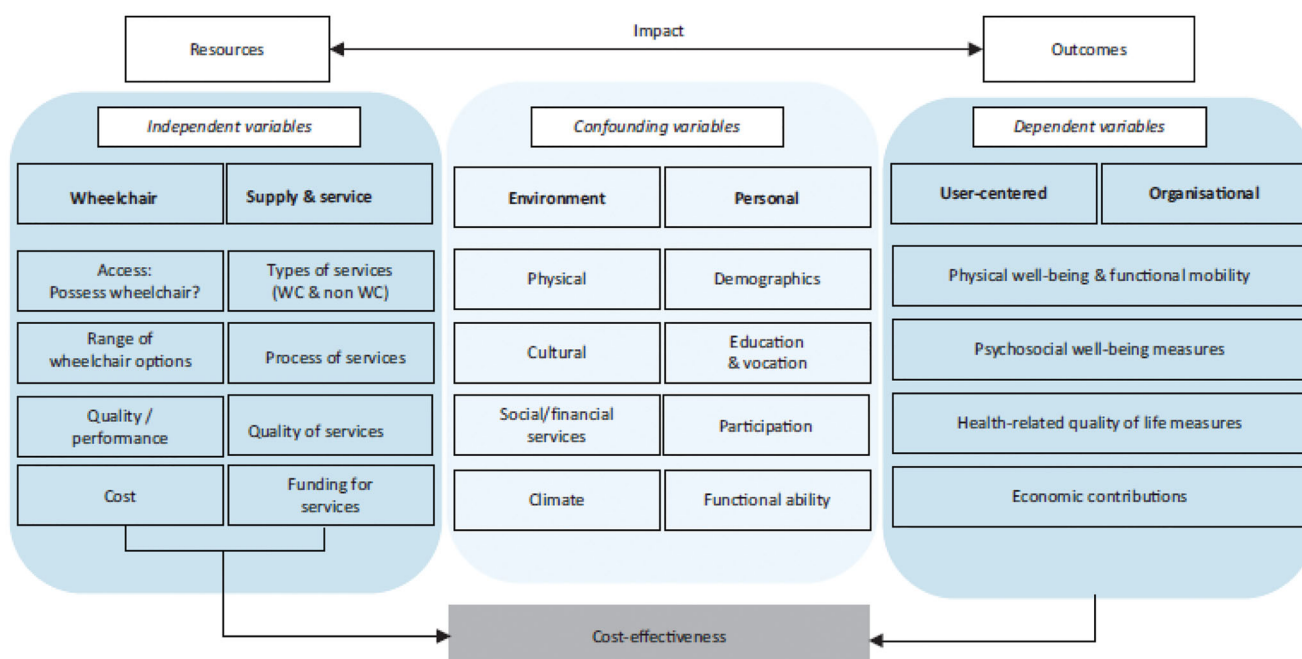 Impact
Resources
Outcomes
Independent variables
Confounding variables
Dependent variables
Wheelchair
Supply & service
Environment
Personal
User-centered
Organisational
Access:
Possess wheelchair?
Types of services
(WC & non WC)
Physical
Demographics
Physical well-being & functional mobility
Range of
wheelchair options
Process of services
Cultural
Education
& vocation
Psychosocial well-being measures
Quality /
performance
Quality of services
Social/financial
services
Participation
Health-related quality of life measures
Cost
Funding for
services
Climate
Functional ability
Economic contributions
Cost-effectiveness